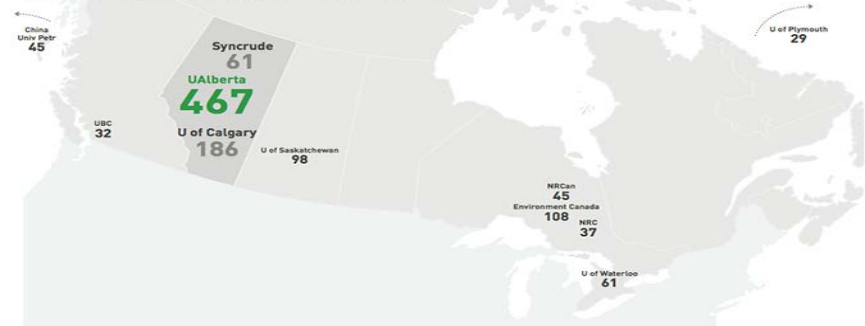 China
Univ Petr
45
Syncrude
61
UAlberta
467
U of Calgary
186
UBC
32
U of Saskatchewan
98
NRCan
45
Environment Canada
108
NRC
37
U of Waterloo
61
U of Plymouth
29